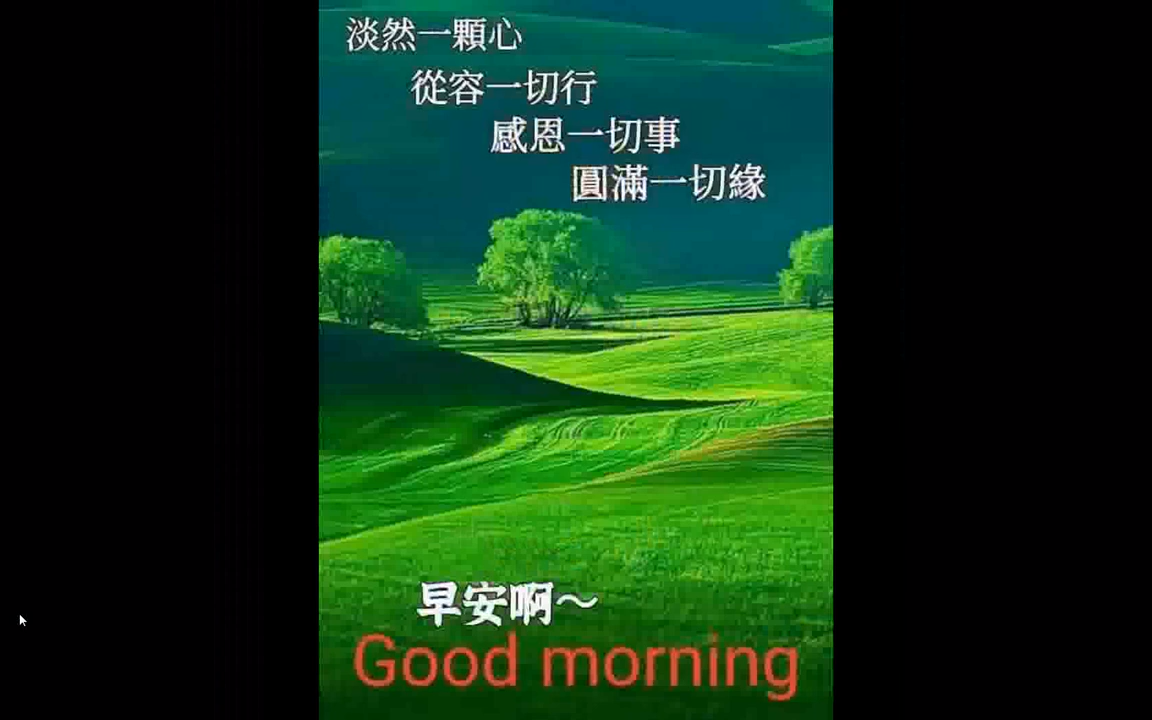 淡然一顆心
從容一切行
感恩一切事
圓滿一切緣
早安啊～
Good morning